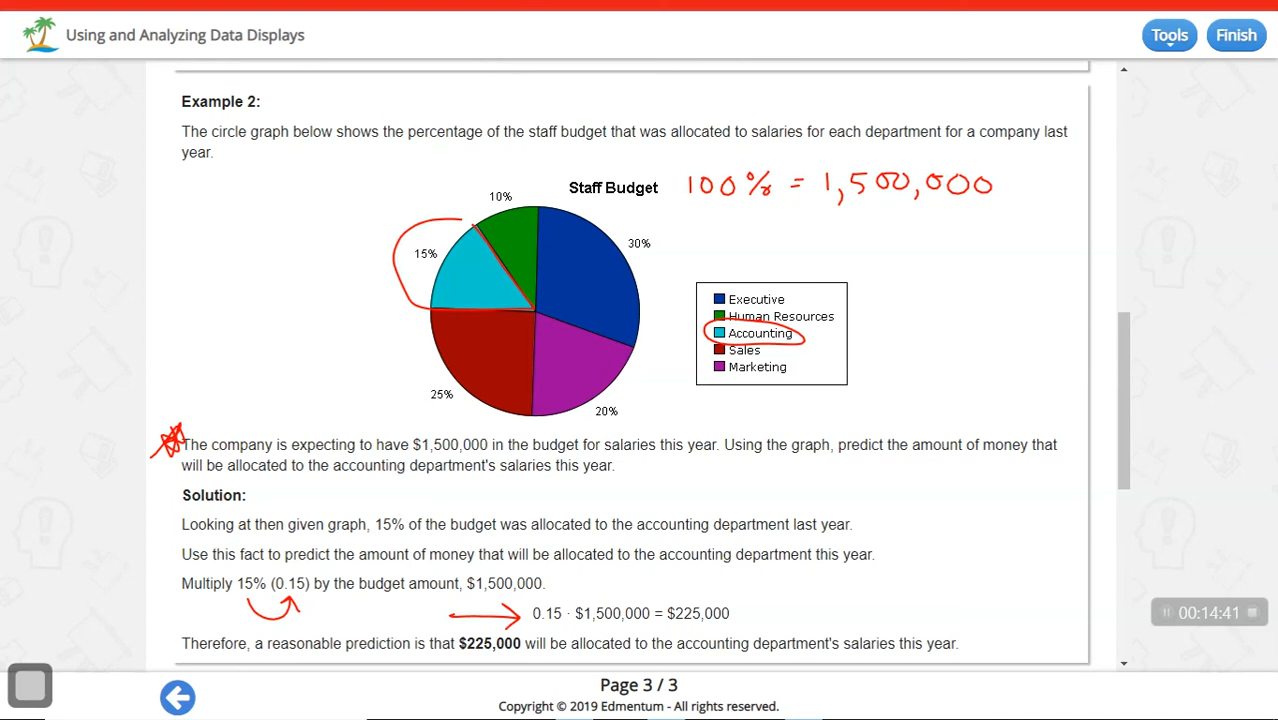 Using and Analyzing Data Displays
Tools
Finish
Example 2:
The circle graph below shows the percentage of the staff budget that was allocated to salaries for each department for a company last
year.
Staff Budget
100% = 1,500,000
10%
15%
30%
25%
20%
Executive
Human Resources
Accounting
Sales
Marketing
The company is expecting to have $1,500,000 in the budget for salaries this year. Using the graph, predict the amount of money that
will be allocated to the accounting department's salaries this year.
Solution:
Looking at then given graph, 15% of the budget was allocated to the accounting department last year.
Use this fact to predict the amount of money that will be allocated to the accounting department this year.
Multiply 15% (0.15) by the budget amount, $1,500,000.
0.15 · $1,500,000 = $225,000
Therefore, a reasonable prediction is that $225,000 will be allocated to the accounting department's salaries this year.
00:14:41
Page 3 / 3
Copyright © 2019 Edmentum - All rights reserved.